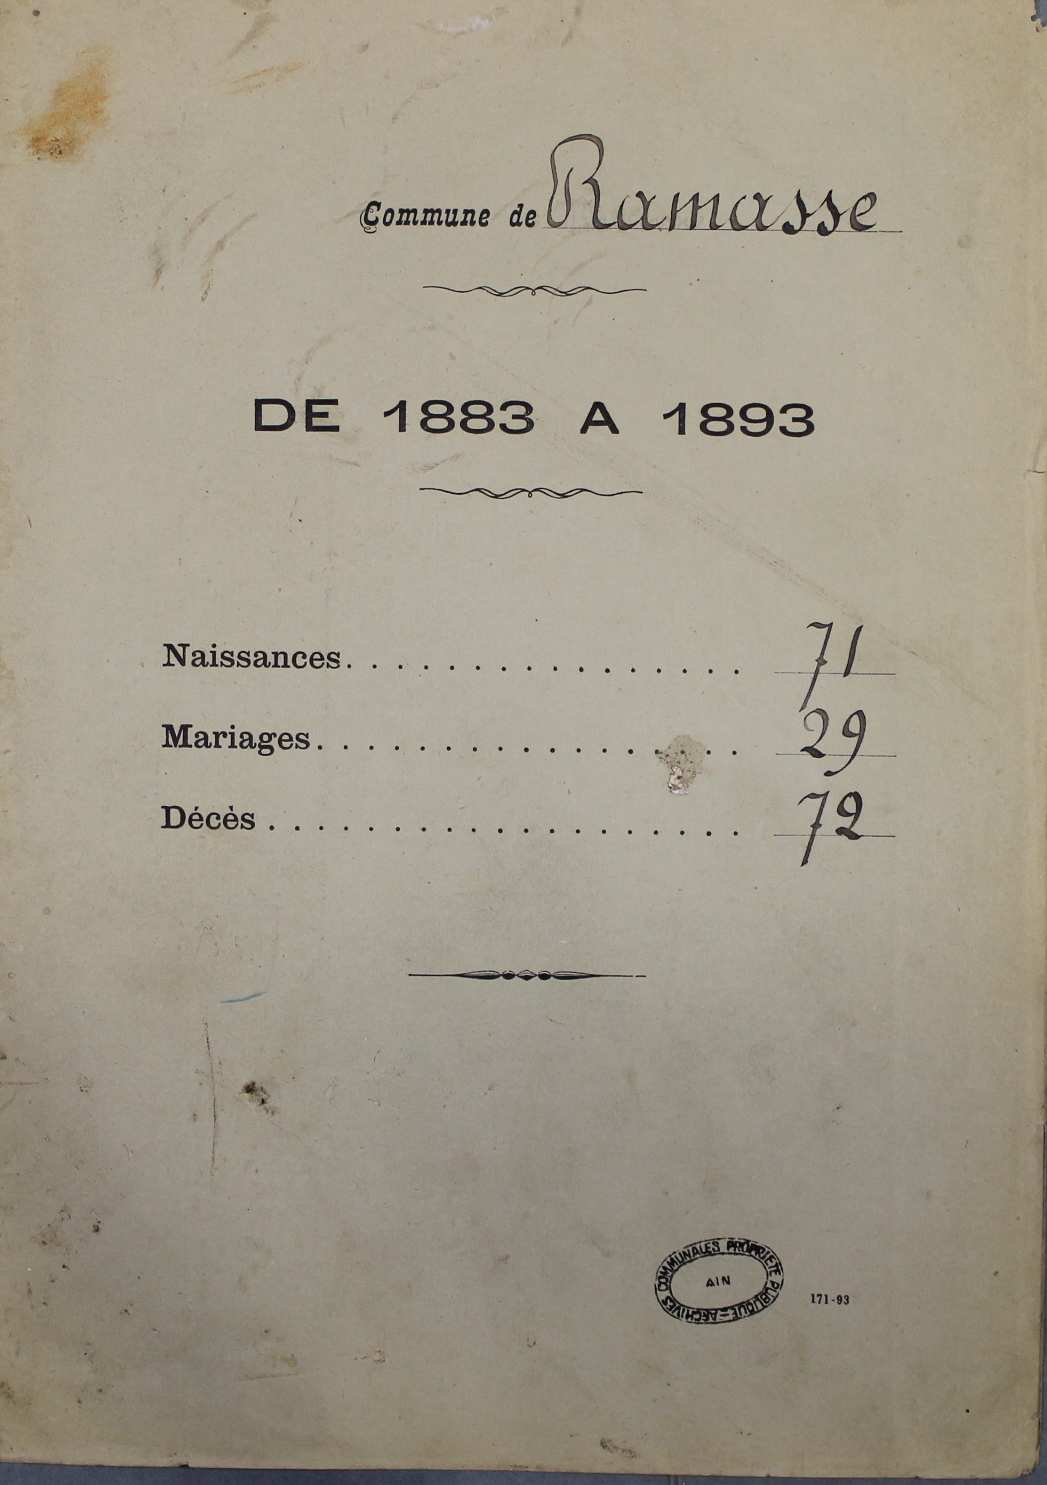 Commune de Ramasse
DE 1883 A 1893
Naissances. . . . . . . . . . . . . . . . 71
Mariages. . . . . . . . . . . . . . . . . 29
Décès . . . . . . . . . . . . . . . . . . . 72
ARCHIVES COMMUNALES PROPRIETE PUBLIQUE
AIN
171-93